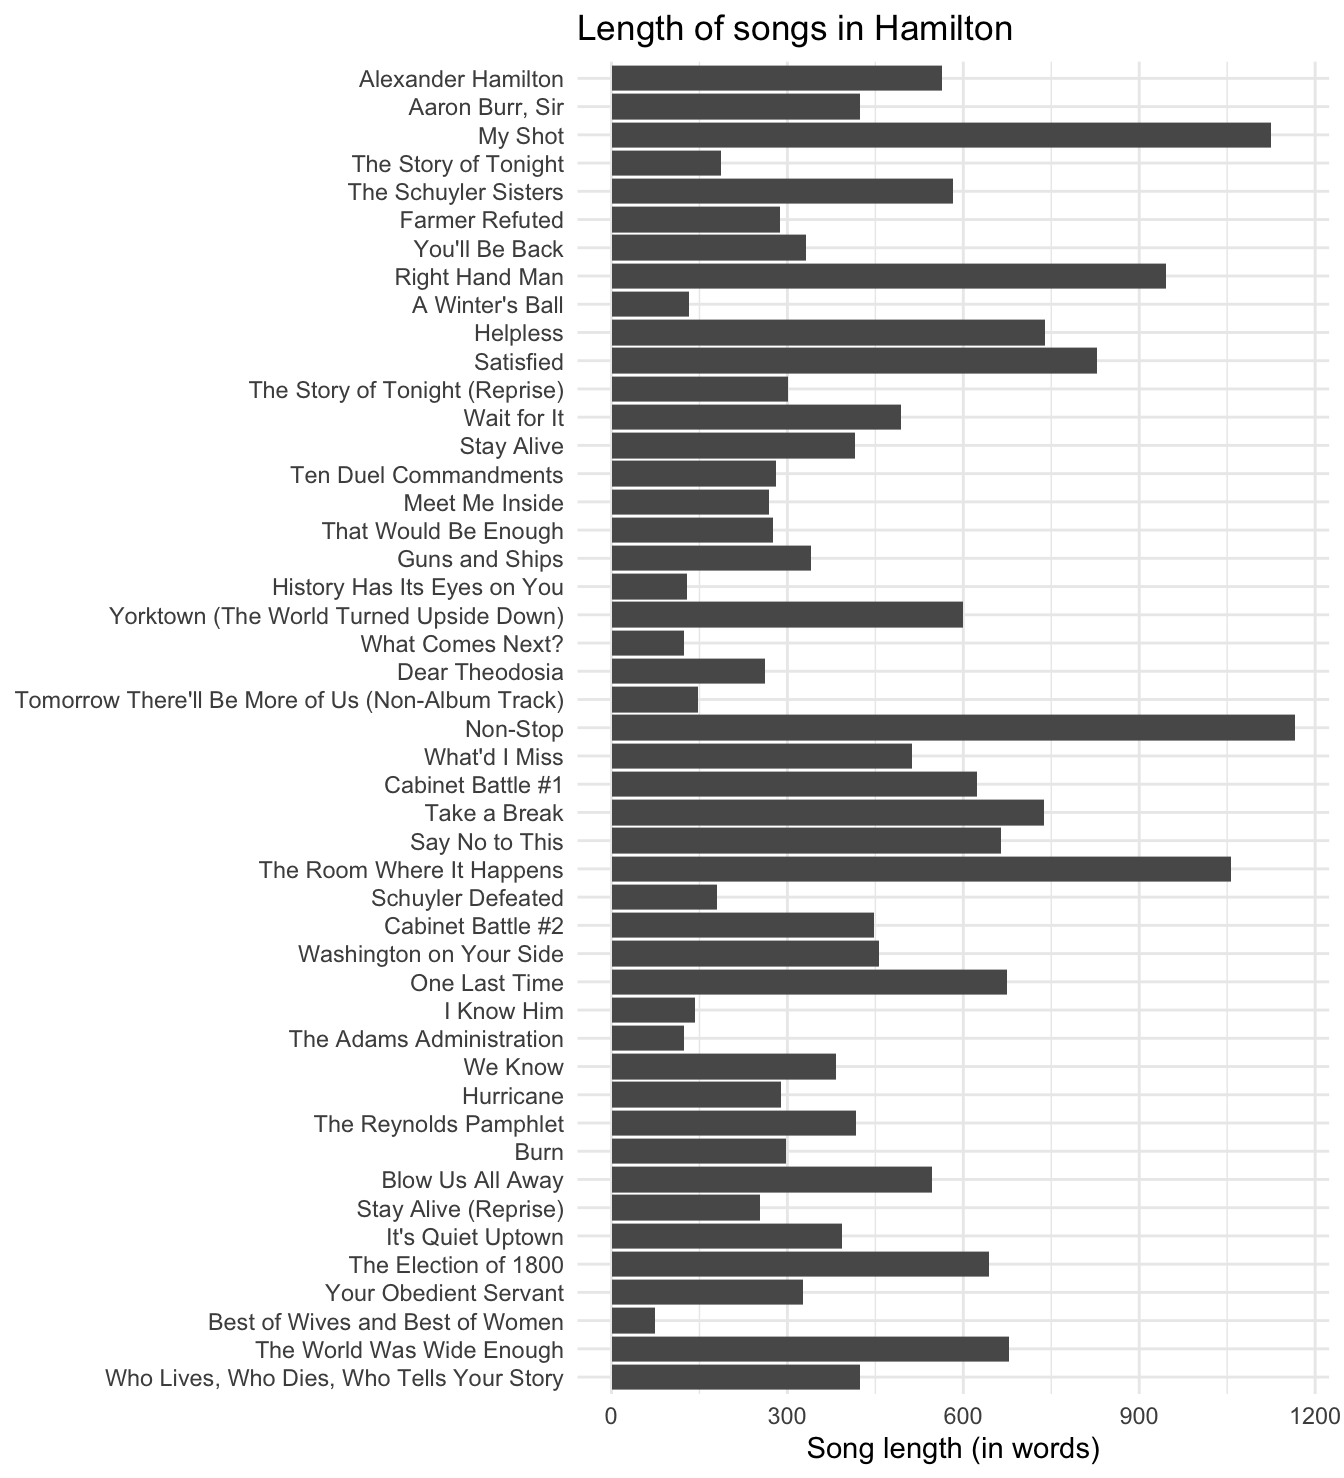 Length of songs in Hamilton
Alexander Hamilton
Aaron Burr, Sir
My Shot
The Story of Tonight
The Schuyler Sisters
Farmer Refuted
You'll Be Back
Right Hand Man
A Winter's Ball
Helpless
Satisfied
The Story of Tonight (Reprise)
Wait for It
Stay Alive
Ten Duel Commandments
Meet Me Inside
That Would Be Enough
Guns and Ships
History Has Its Eyes on You
Yorktown (The World Turned Upside Down)
What Comes Next?
Dear Theodosia
Tomorrow There'll Be More of Us (Non-Album Track)
Non-Stop
What'd I Miss
Cabinet Battle #1
Take a Break
Say No to This
The Room Where It Happens
Schuyler Defeated
Cabinet Battle #2
Washington on Your Side
One Last Time
I Know Him
The Adams Administration
We Know
Hurricane
The Reynolds Pamphlet
Burn
Blow Us All Away
Stay Alive (Reprise)
It's Quiet Uptown
The Election of 1800
Your Obedient Servant
Best of Wives and Best of Women
The World Was Wide Enough
Who Lives, Who Dies, Who Tells Your Story
0 300 600 900 1200
Song length (in words)